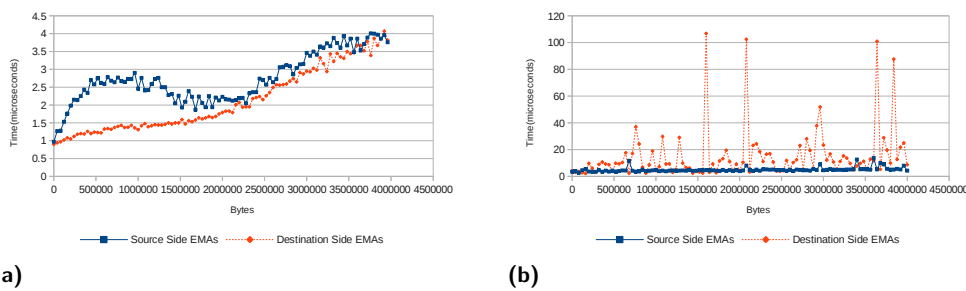 4.5
4
3.5
3
2.5
2
1.5
1
0.5
0
Time(microseconds)
0 500000 1000000 1500000 2000000 2500000 3000000 3500000 4000000 4500000
Bytes
Source Side EMAs Destination Side EMAs
a)
120
100
80
60
40
20
0
Time(microseconds)
0 500000 1000000 1500000 2000000 2500000 3000000 3500000 4000000 450000
Bytes
Source Side EMAs Destination Side EMAs
(b)